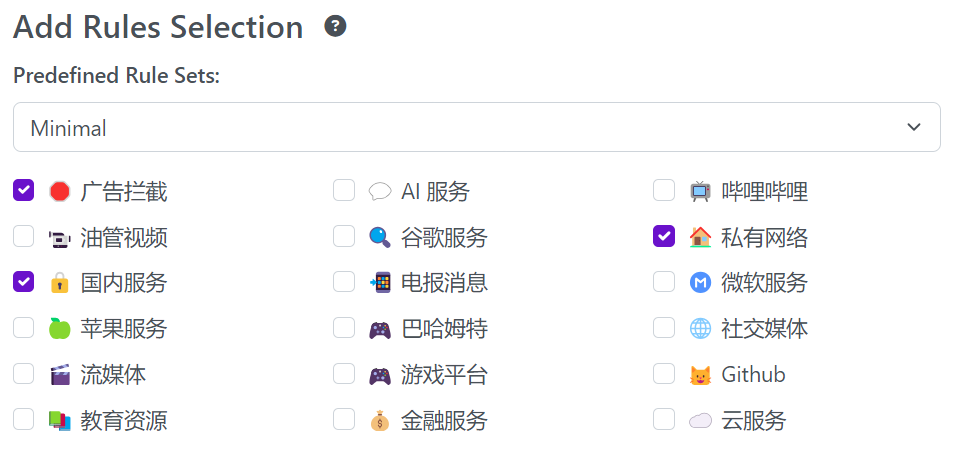 Add Rules Selection ?
Predefined Rule Sets:
Minimal
广告拦截 AI 服务 哔哩哔哩
油管视频 谷歌服务 私有网络
国内服务 电报消息 微软服务
苹果服务 巴哈姆特 社交媒体
流媒体 游戏平台 Github
教育资源 金融服务 云服务